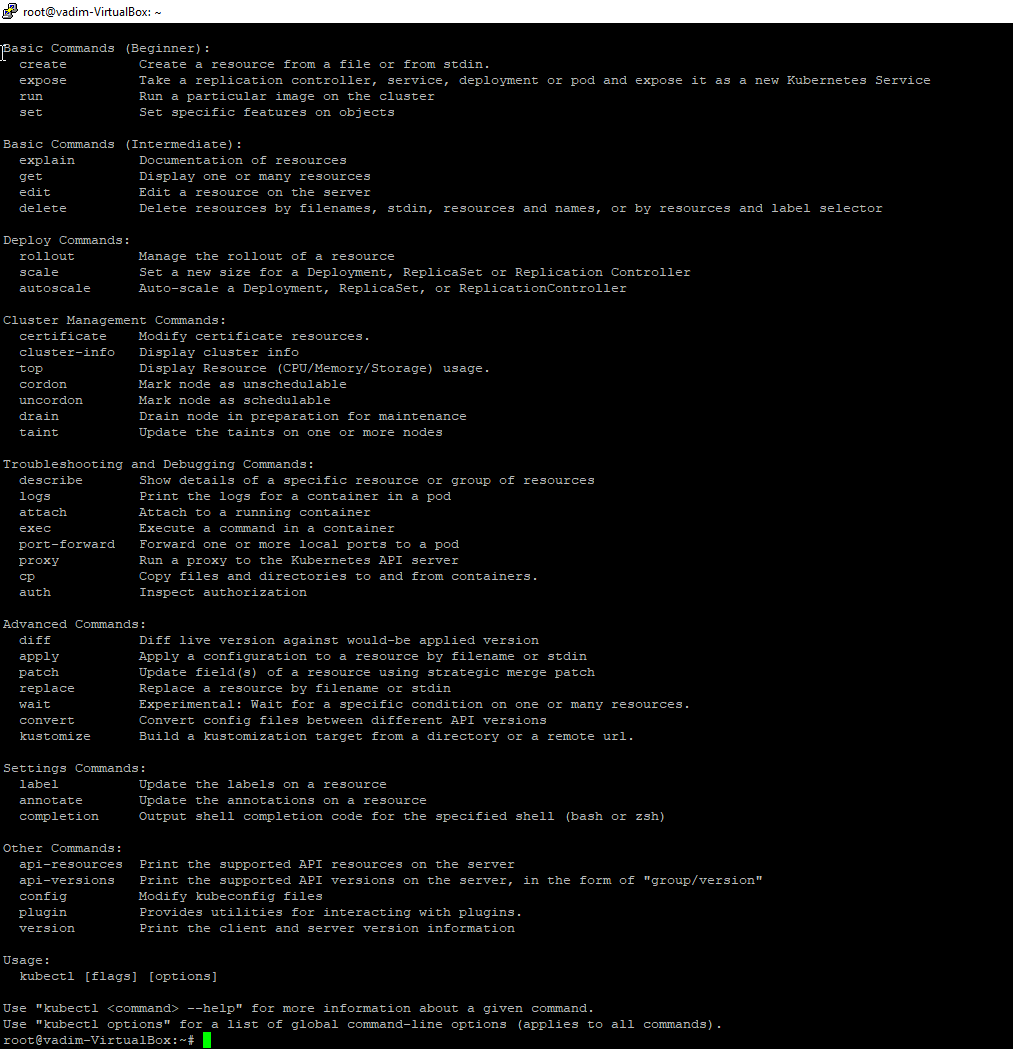 root@vadim-VirtualBox: ~
Basic Commands (Beginner):
  create         Create a resource from a file or from stdin.
  expose         Take a replication controller, service, deployment or pod and expose it as a new Kubernetes Service
  run            Run a particular image on the cluster
  set            Set specific features on objects

Basic Commands (Intermediate):
  explain        Documentation of resources
  get            Display one or many resources
  edit           Edit a resource on the server
  delete         Delete resources by filenames, stdin, resources and names, or by resources and label selector

Deploy Commands:
  rollout        Manage the rollout of a resource
  scale          Set a new size for a Deployment, ReplicaSet or Replication Controller
  autoscale      Auto-scale a Deployment, ReplicaSet, or ReplicationController

Cluster Management Commands:
  certificate    Modify certificate resources.
  cluster-info   Display cluster info
  top            Display Resource (CPU/Memory/Storage) usage.
  cordon         Mark node as unschedulable
  uncordon       Mark node as schedulable
  drain          Drain node in preparation for maintenance
  taint          Update the taints on one or more nodes

Troubleshooting and Debugging Commands:
  describe       Show details of a specific resource or group of resources
  logs           Print the logs for a container in a pod
  attach         Attach to a running container
  exec           Execute a command in a container
  port-forward   Forward one or more local ports to a pod
  proxy          Run a proxy to the Kubernetes API server
  cp             Copy files and directories to and from containers.
  auth           Inspect authorization

Advanced Commands:
  diff           Diff live version against would-be applied version
  apply          Apply a configuration to a resource by filename or stdin
  patch          Update field(s) of a resource using strategic merge patch
  replace        Replace a resource by filename or stdin
  wait           Experimental: Wait for a specific condition on one or many resources.
  convert        Convert config files between different API versions
  kustomize      Build a kustomization target from a directory or a remote url.

Settings Commands:
  label          Update the labels on a resource
  annotate       Update the annotations on a resource
  completion     Output shell completion code for the specified shell (bash or zsh)

Other Commands:
  api-resources  Print the supported API resources on the server
  api-versions   Print the supported API versions on the server, in the form of "group/version"
  config         Modify kubeconfig files
  plugin         Provides utilities for interacting with plugins.
  version        Print the client and server version information

Usage:
  kubectl [flags] [options]

Use "kubectl <command> --help" for more information about a given command.
Use "kubectl options" for a list of global command-line options (applies to all commands).
root@vadim-VirtualBox:~#